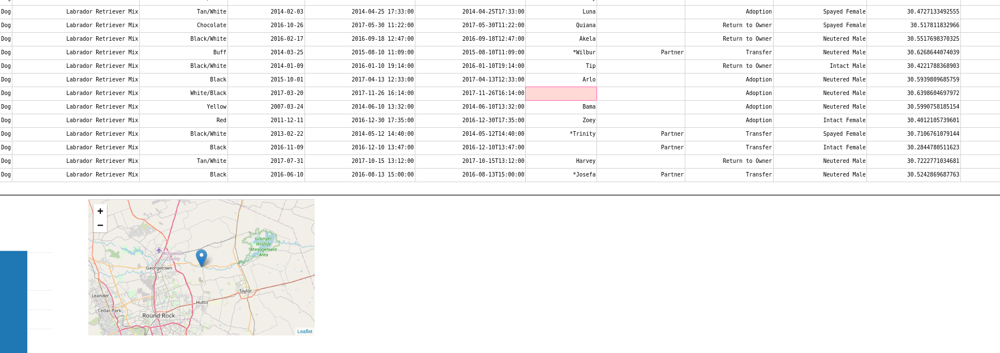 Dog Labrador Retriever Mix Tan/White 2014-02-03 2014-04-25 17:33:00 2014-04-25T17:33:00 Luna Adoption Spayed Female 30.4727133492555
Dog Labrador Retriever Mix Chocolate 2016-10-26 2017-05-30 11:22:00 2017-05-30T11:22:00 Quiana Return to Owner Spayed Female 30.517811832966
Dog Labrador Retriever Mix Black/White 2016-02-17 2016-09-18 12:47:00 2016-09-18T12:47:00 Akela Return to Owner Neutered Male 30.5517698370325
Dog Labrador Retriever Mix Buff 2014-03-25 2015-08-10 11:09:00 2015-08-10T11:09:00 *Wilbur Partner Transfer Neutered Male 30.6268644074039
Dog Labrador Retriever Mix Black/White 2014-01-09 2016-01-10 19:14:00 2016-01-10T19:14:00 Tip Return to Owner Intact Male 30.4221788368903
Dog Labrador Retriever Mix Black 2015-10-01 2017-04-13 12:33:00 2017-04-13T12:33:00 Arlo Adoption Neutered Male 30.5939809685759
Dog Labrador Retriever Mix White/Black 2017-03-20 2017-11-26 16:14:00 2017-11-26T16:14:00 Adoption Neutered Male 30.6398604697972
Dog Labrador Retriever Mix Yellow 2007-03-24 2014-06-10 13:32:00 2014-06-10T13:32:00 Bama Adoption Neutered Male 30.5990758185154
Dog Labrador Retriever Mix Red 2011-12-11 2016-12-30 17:35:00 2016-12-30T17:35:00 Zoey Adoption Intact Female 30.4012105739601
Dog Labrador Retriever Mix Black/White 2013-02-22 2014-05-12 14:40:00 2014-05-12T14:40:00 *Trinity Partner Transfer Spayed Female 30.7106761079144
Dog Labrador Retriever Mix Black 2016-11-09 2016-12-10 13:47:00 2016-12-10T13:47:00 Partner Transfer Intact Female 30.2844780511623
Dog Labrador Retriever Mix Tan/White 2017-07-31 2017-10-15 13:12:00 2017-10-15T13:12:00 Harvey Return to Owner Neutered Male 30.7222771034681
Dog Labrador Retriever Mix Black 2016-06-10 2016-08-13 15:00:00 2016-08-13T15:00:00 *Josefa Partner Transfer Neutered Male 30.5242869687763
+
−
Granger
Wildlife
Management
Area
Williamson
County
Georgetown
Leander
Taylor
Hutto
Cedar Park
Round Rock
Leaflet